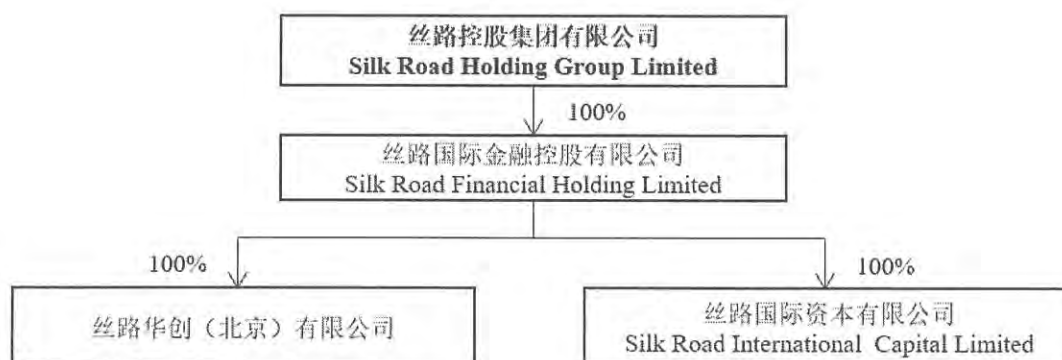 丝路控股集团有限公司
Silk Road Holding Group Limited
100%
丝路国际金融控股有限公司
Silk Road Financial Holding Limited
100%
100%
丝路华创（北京）有限公司
丝路国际资本有限公司
Silk Road International Capital Limited